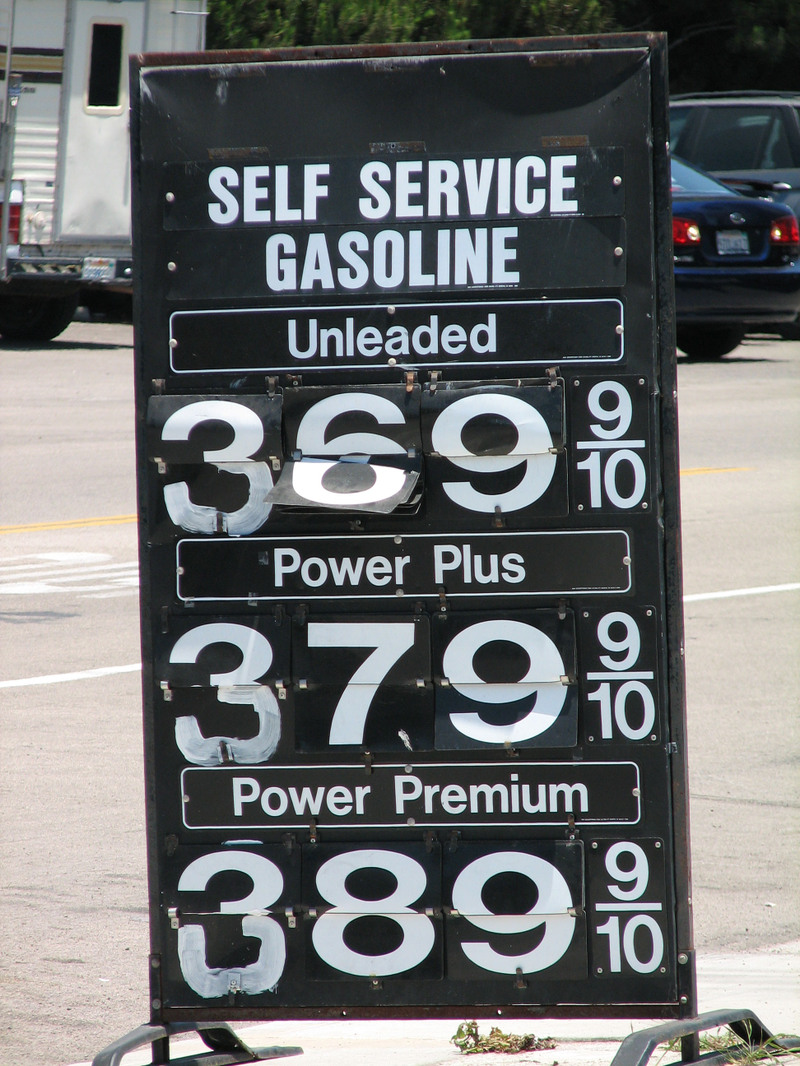 SELF SERVICE
GASOLINE
Unleaded
369 9/10
Power Plus
379 9/10
Power Premium
389 9/10